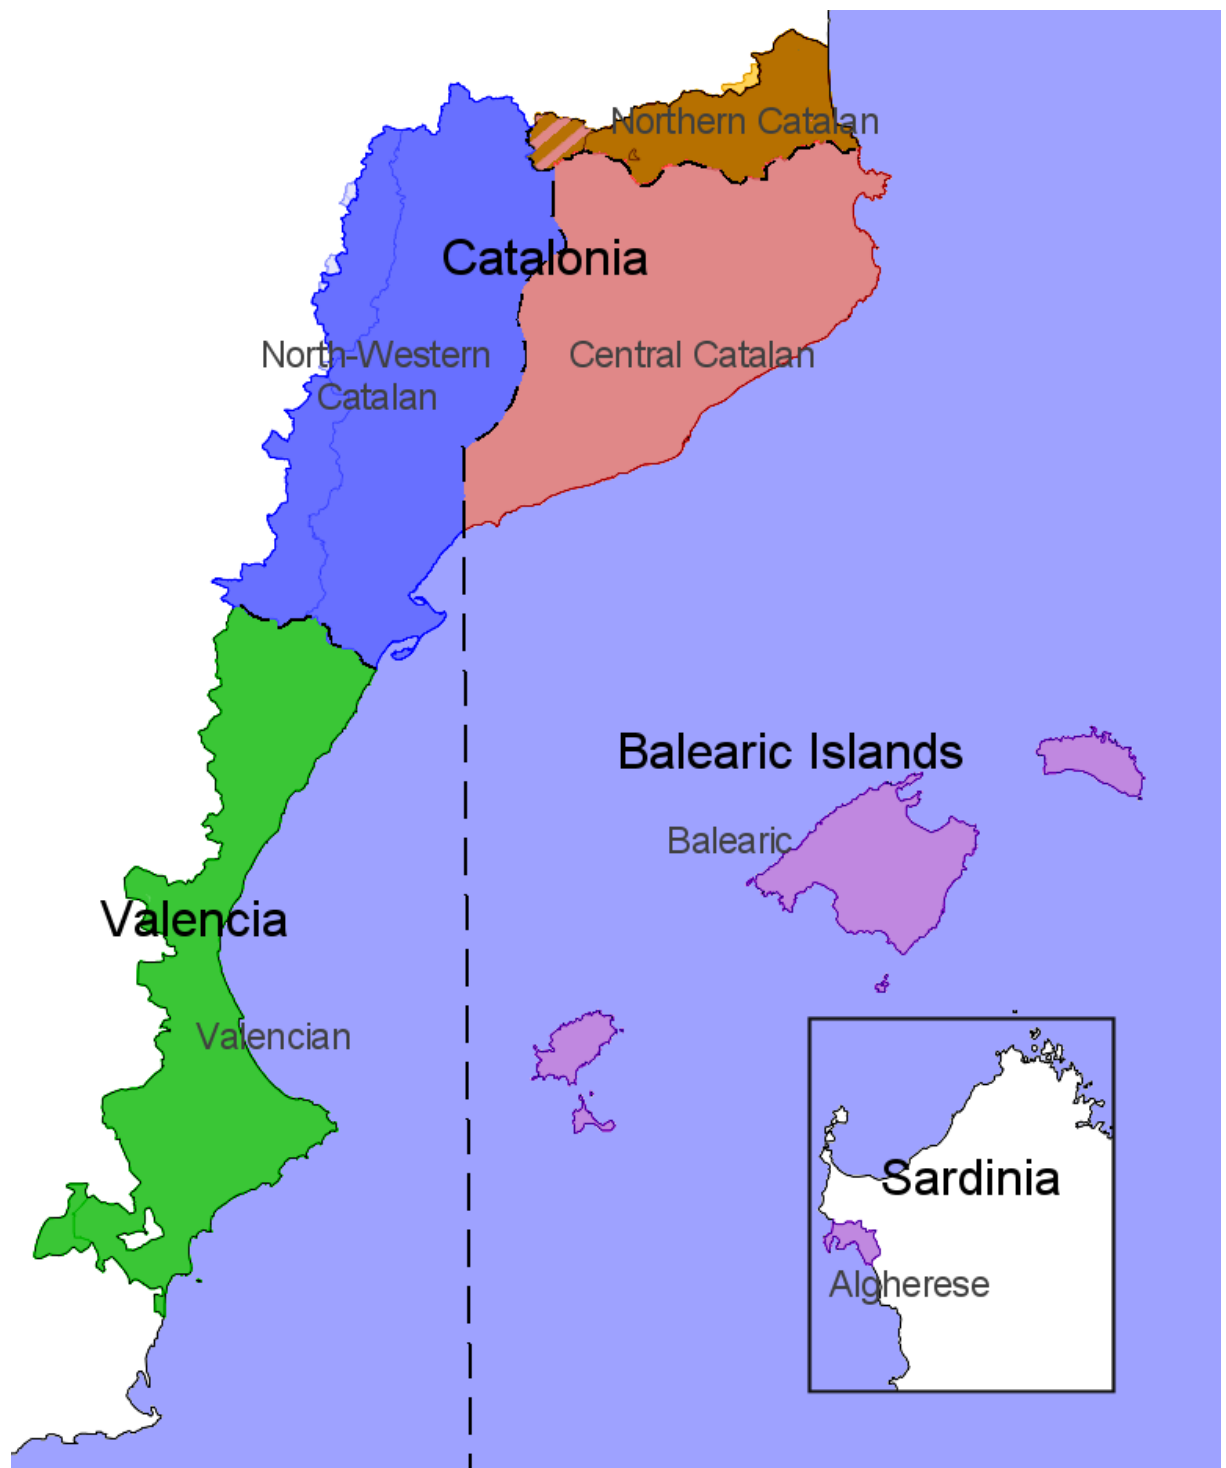 Northern Catalan
Catalonia
North-Western
Catalan
Central Catalan
Balearic Islands
Balearic
Valencia
Valencian
Sardinia
Algherese